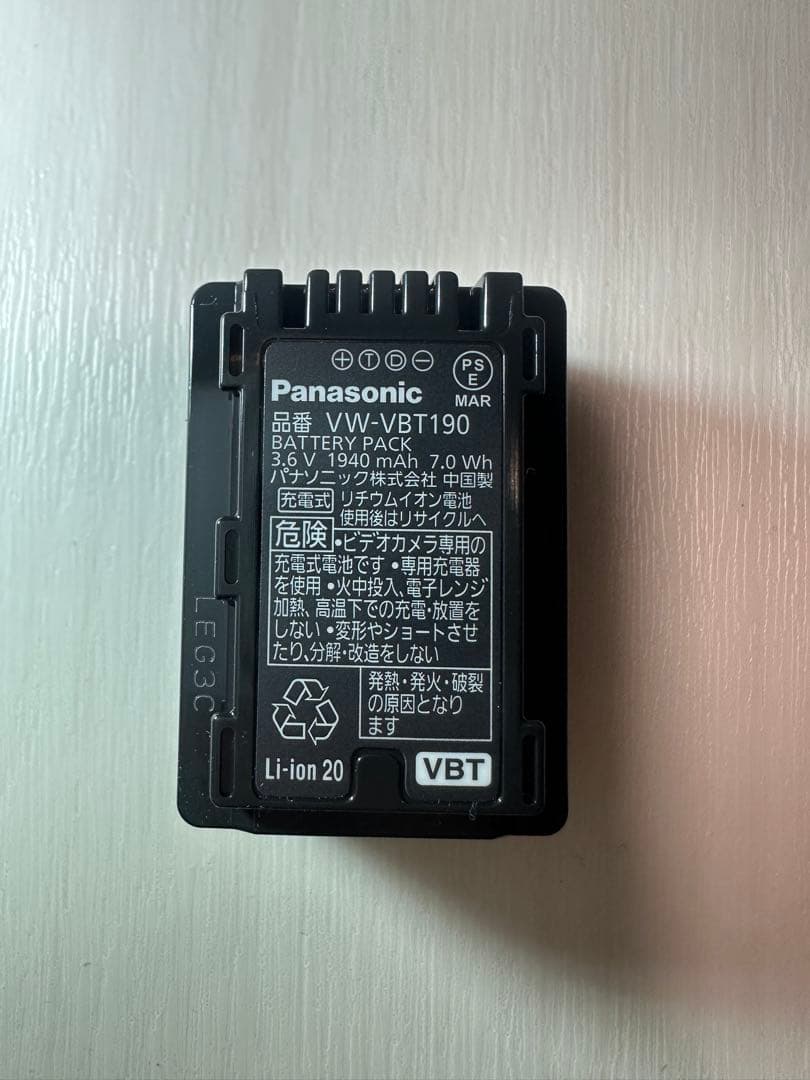 + T D −
PS
E
Panasonic
MAR
品番 VW-VBT190
BATTERY PACK
3.6 V 1940 mAh 7.0 Wh
パナソニック株式会社 中国製
充電式 リチウムイオン電池
使用後はリサイクルへ
危険 •ビデオカメラ専用の
充電式電池です •専用充電器
を使用 •火中投入、電子レンジ
加熱、高温下での充電・放置を
しない •変形やショートさせ
たり、分解・改造をしない
発熱・発火・破裂
の原因となり
ます
Li-ion 20
VBT
LEG3C